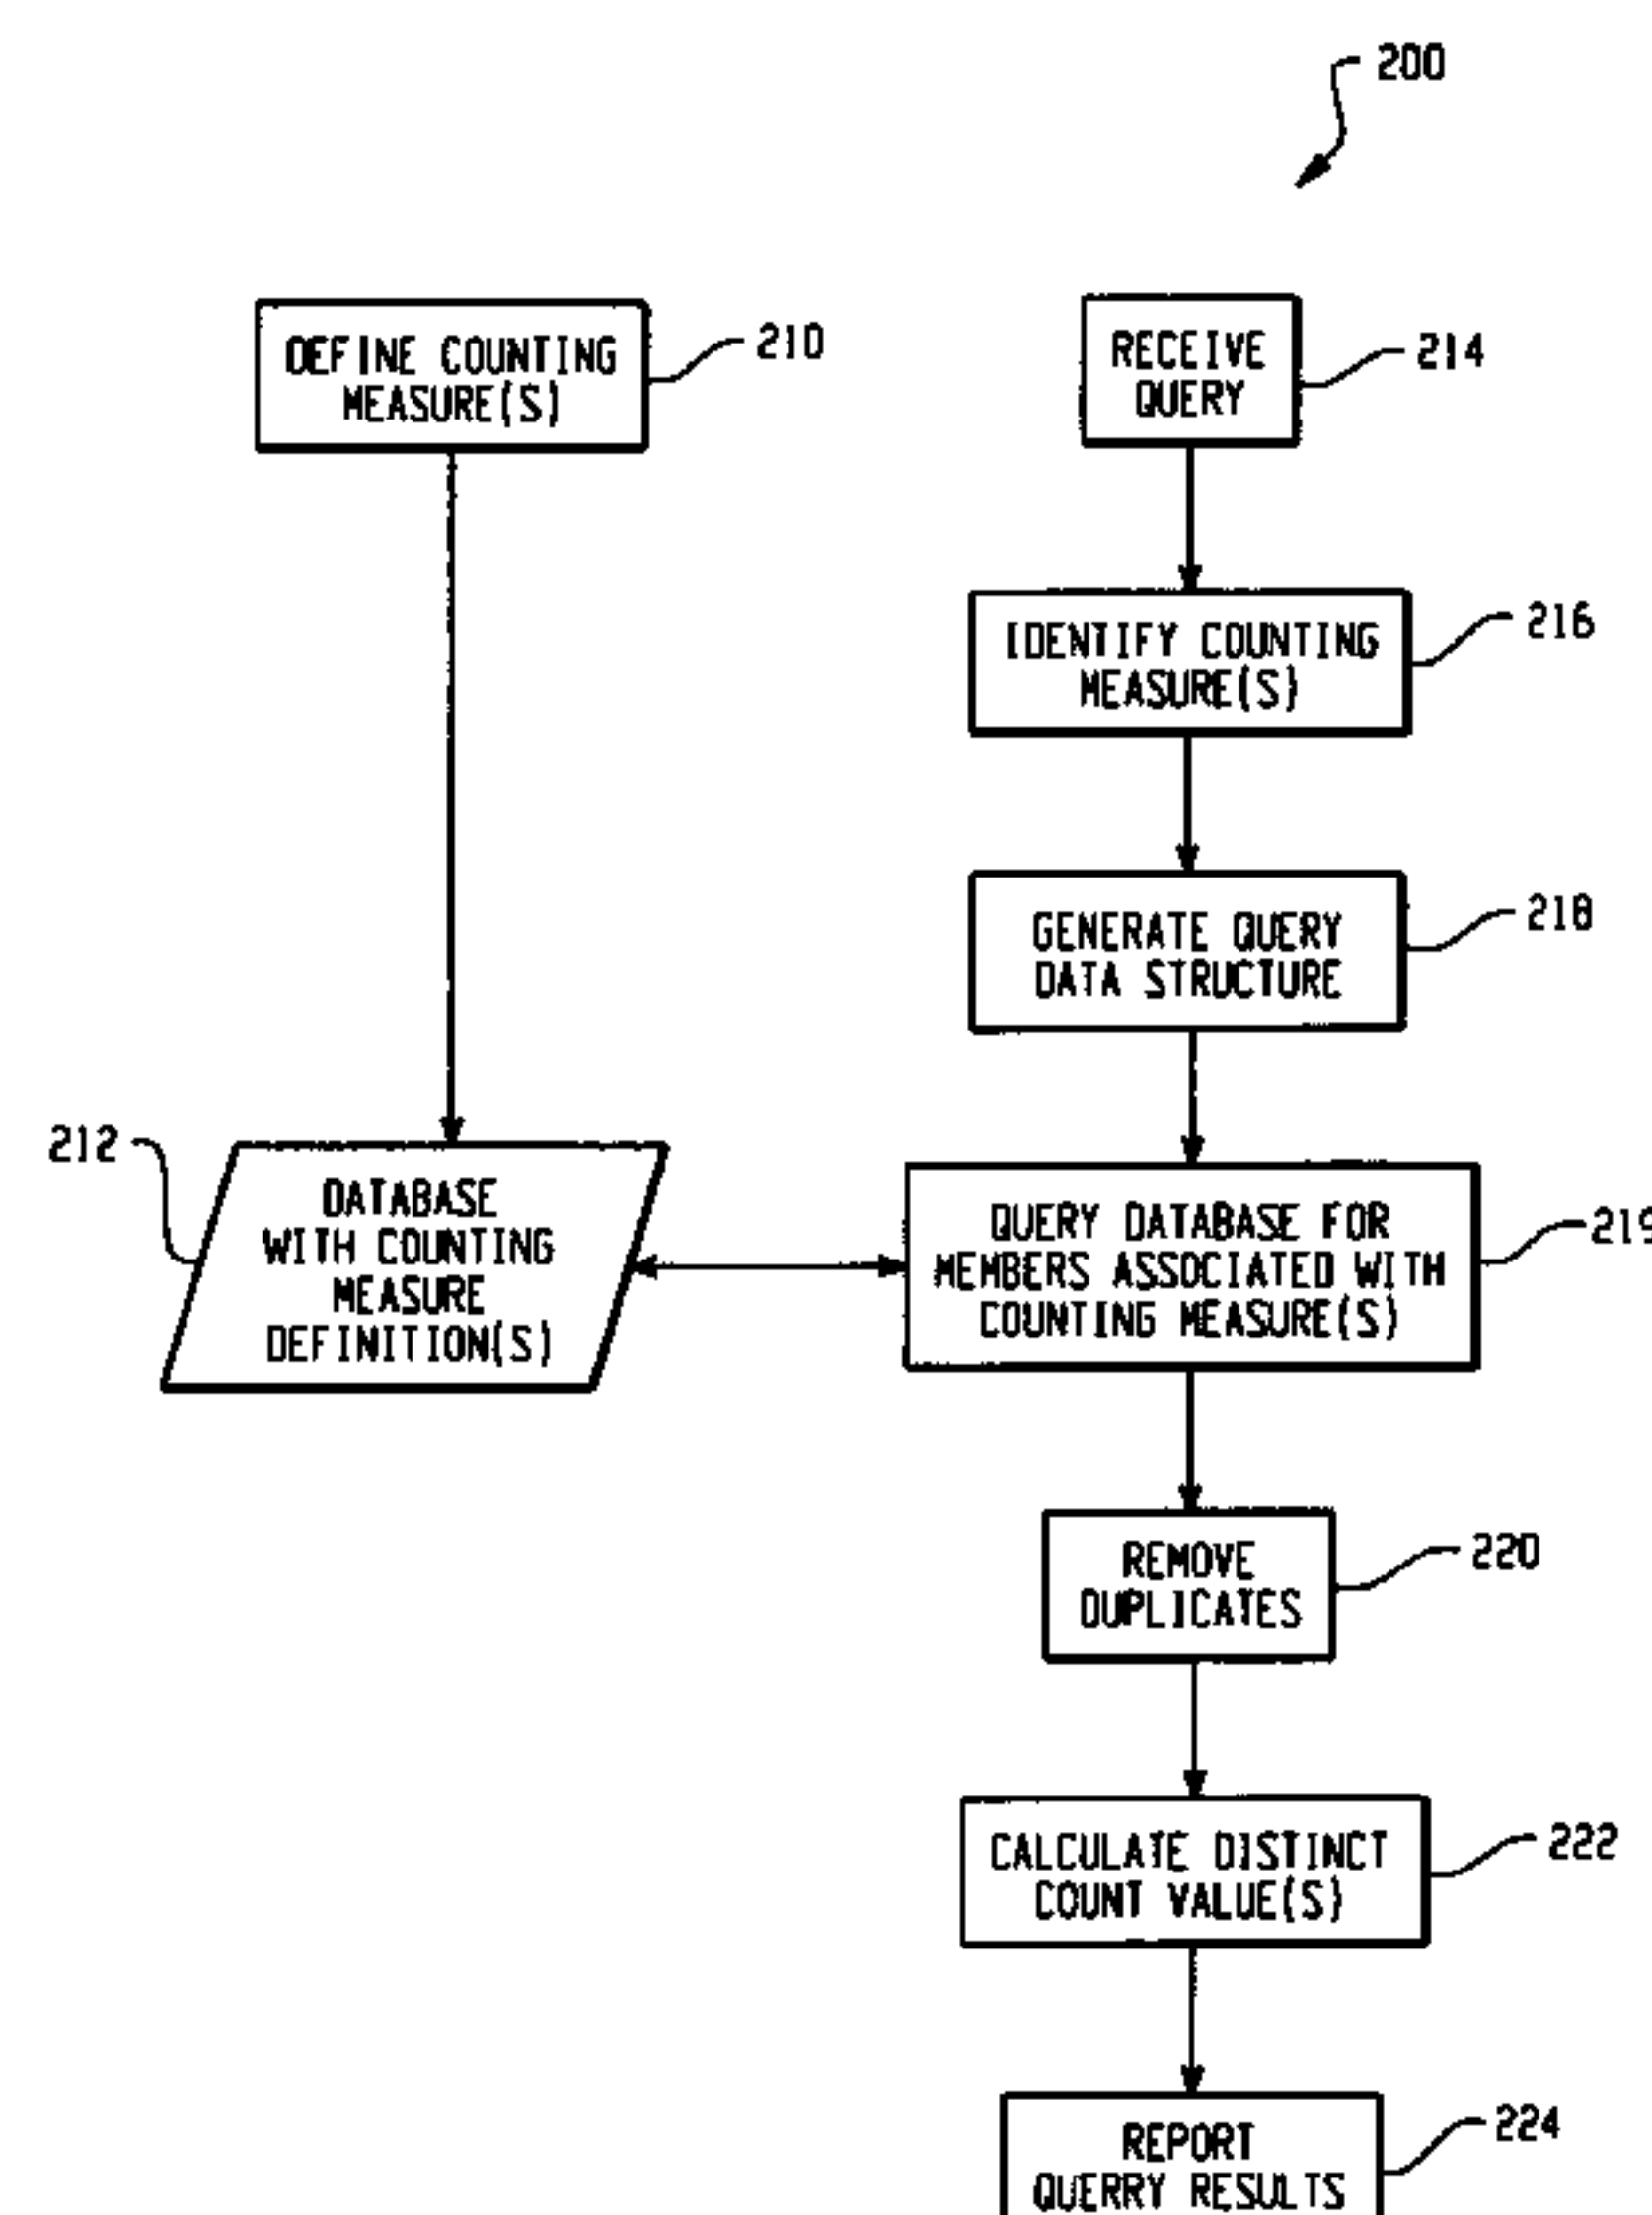 200
DEFINE COUNTING
MEASURE(S)
210
RECEIVE
QUERY
214
IDENTIFY COUNTING
MEASURE(S)
216
GENERATE QUERY
DATA STRUCTURE
218
212
DATABASE
WITH COUNTING
MEASURE
DEFINITION(S)
QUERY DATABASE FOR
MEMBERS ASSOCIATED WITH
COUNTING MEASURE(S)
219
REMOVE
DUPLICATES
220
CALCULATE DISTINCT
COUNT VALUE(S)
222
REPORT
QUERRY RESULTS
224